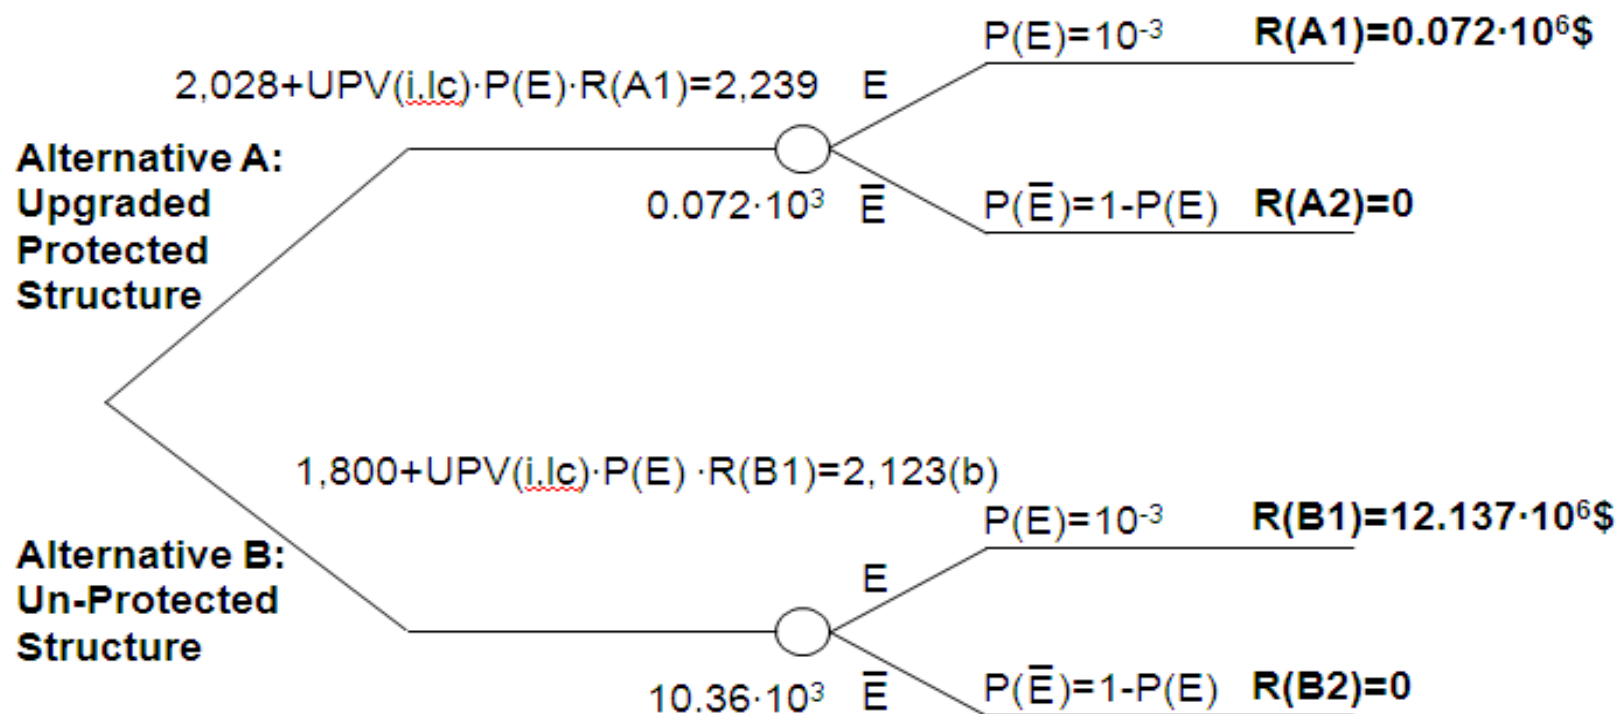 P(E)=10⁻³ R(A1)=0.072·10⁶$
2,028+UPV(i,lc)·P(E)·R(A1)=2,239 E
Alternative A:
Upgraded
Protected
Structure
0.072·10³ E̅ P(E̅)=1-P(E) R(A2)=0
1,800+UPV(i,lc)·P(E) ·R(B1)=2,123(b)
P(E)=10⁻³ R(B1)=12.137·10⁶$
Alternative B:
Un-Protected
Structure
E
10.36·10³ E̅ P(E̅)=1-P(E) R(B2)=0